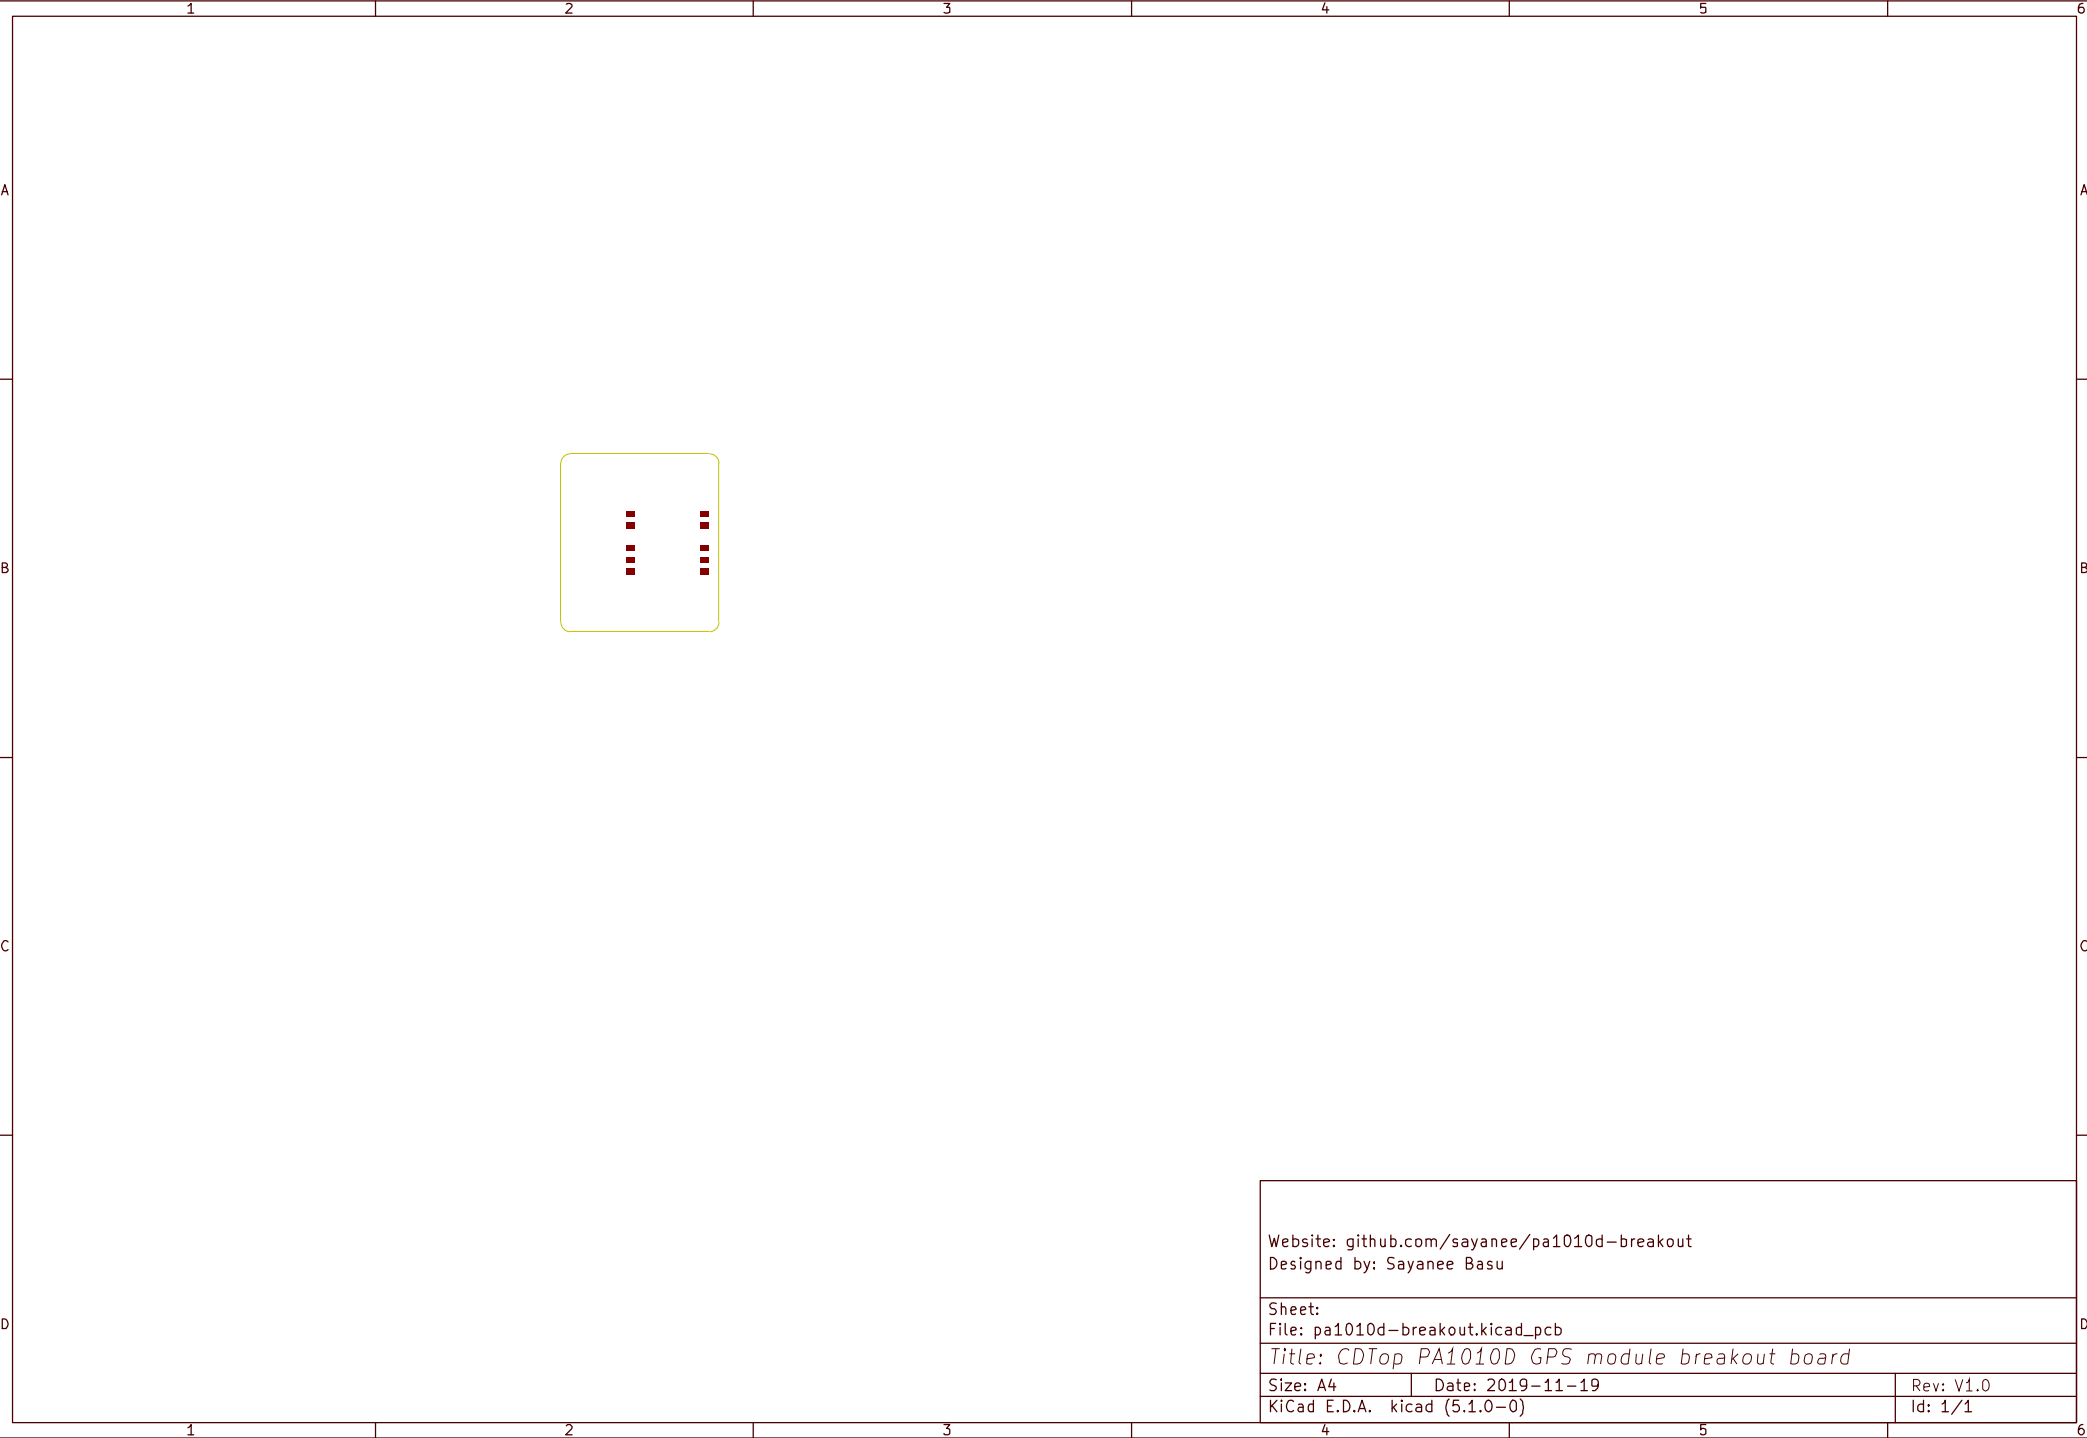 1 2 3 4 5 6
A A
B B
C C
Website: github.com/sayanee/pa1010d-breakout
Designed by: Sayanee Basu
Sheet:
D D
File: pa1010d-breakout.kicad_pcb
Title: CDTop PA1010D GPS module breakout board
Size: A4 Date: 2019-11-19 Rev: V1.0
KiCad E.D.A. kicad (5.1.0-0) Id: 1/1
1 2 3 4 5 6